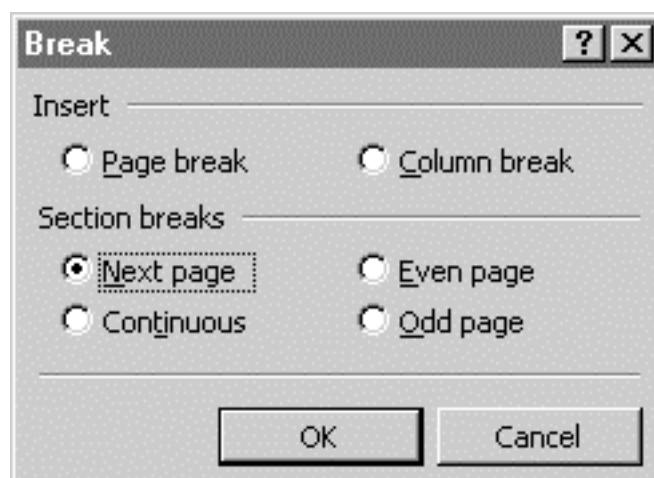 Break ? X
Insert
Page break Column break
Section breaks
Next page Even page
Continuous Odd page
OK Cancel